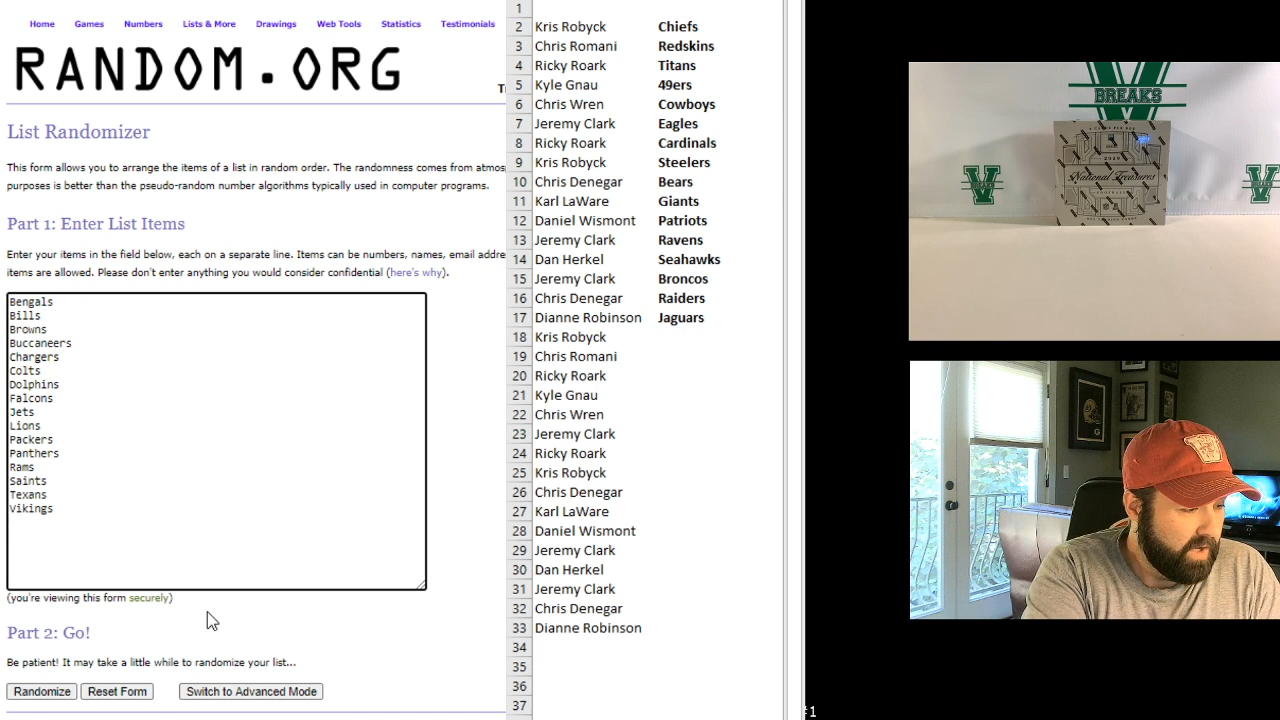 Home Games Numbers Lists & More Drawings Web Tools Statistics Testimonials
RANDOM.ORG
List Randomizer
This form allows you to arrange the items of a list in random order. The randomness comes from atmos
purposes is better than the pseudo-random number algorithms typically used in computer programs.
Part 1: Enter List Items
Enter your items in the field below, each on a separate line. Items can be numbers, names, email addre
items are allowed. Please don't enter anything you would consider confidential (here's why).
Bengals
Bills
Browns
Buccaneers
Chargers
Colts
Dolphins
Falcons
Jets
Lions
Packers
Panthers
Rams
Saints
Texans
Vikings
(you're viewing this form securely)
Part 2: Go!
Be patient! It may take a little while to randomize your list...
Randomize Reset Form Switch to Advanced Mode
1
2 Kris Robyck Chiefs
3 Chris Romani Redskins
4 Ricky Roark Titans
5 Kyle Gnau 49ers
6 Chris Wren Cowboys
7 Jeremy Clark Eagles
8 Ricky Roark Cardinals
9 Kris Robyck Steelers
10 Chris Denegar Bears
11 Karl LaWare Giants
12 Daniel Wismont Patriots
13 Jeremy Clark Ravens
14 Dan Herkel Seahawks
15 Jeremy Clark Broncos
16 Chris Denegar Raiders
17 Dianne Robinson Jaguars
18 Kris Robyck
19 Chris Romani
20 Ricky Roark
21 Kyle Gnau
22 Chris Wren
23 Jeremy Clark
24 Ricky Roark
25 Kris Robyck
26 Chris Denegar
27 Karl LaWare
28 Daniel Wismont
29 Jeremy Clark
30 Dan Herkel
31 Jeremy Clark
32 Chris Denegar
33 Dianne Robinson
34
35
36
37
V
BREAKS
National Treasures
V
BREAKS
V
BREAKS
#1